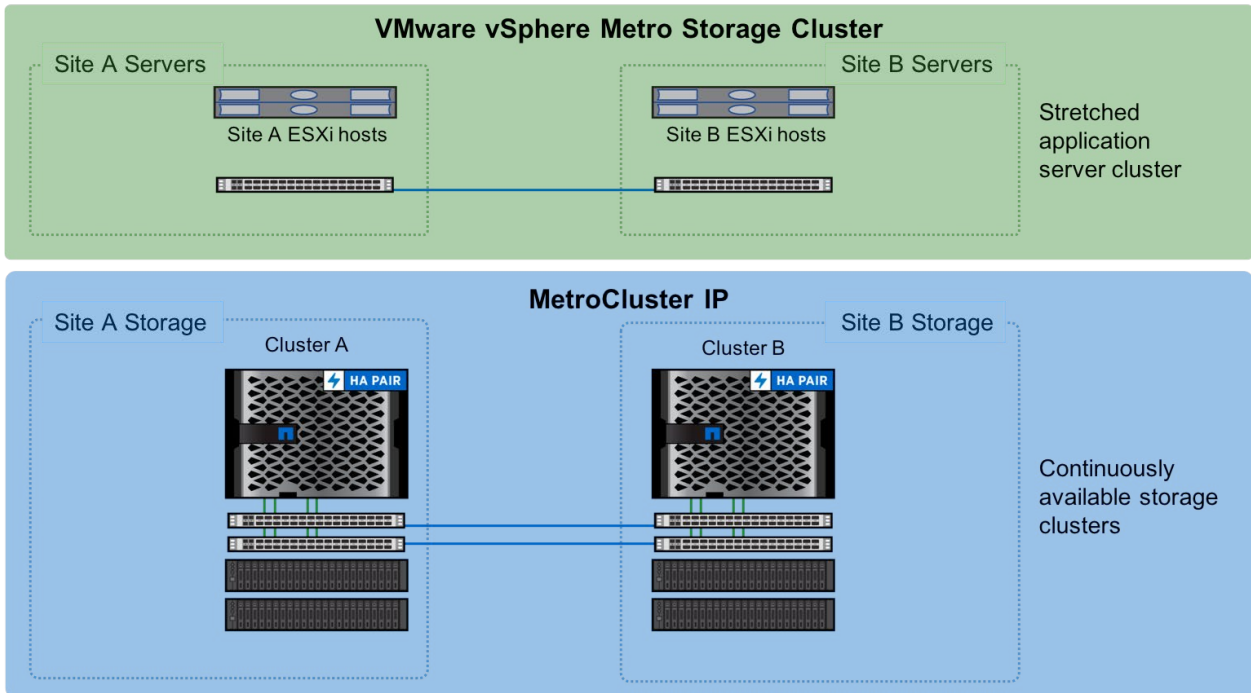 VMware vSphere Metro Storage Cluster
Site A Servers
Site B Servers
Site A ESXi hosts
Site B ESXi hosts
Stretched
application
server cluster
MetroCluster IP
Site A Storage
Site B Storage
Cluster A
Cluster B
HA PAIR
HA PAIR
Continuously
available storage
clusters